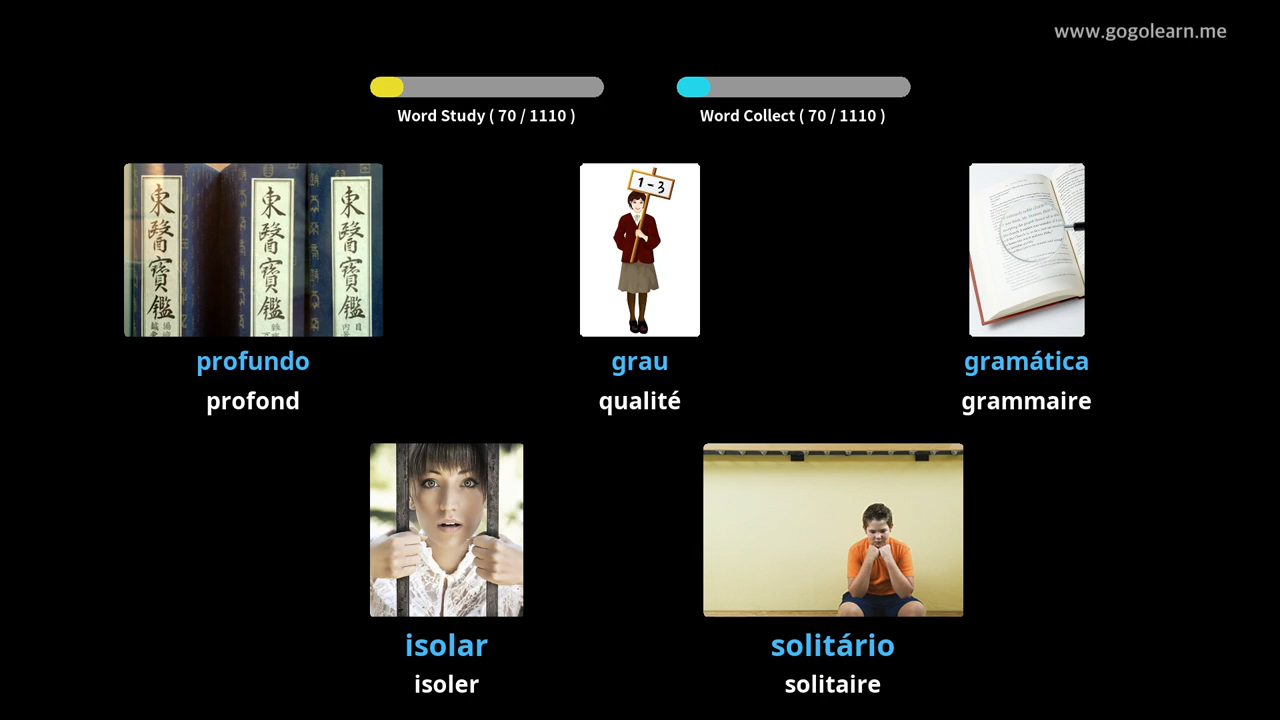 www.gogolearn.me
Word Study ( 70 / 1110 )
Word Collect ( 70 / 1110 )
東醫寶鑑
東醫寶鑑
東醫寶鑑
1-3
profundo
grau
gramática
profond
qualité
grammaire
isolar
solitário
isoler
solitaire